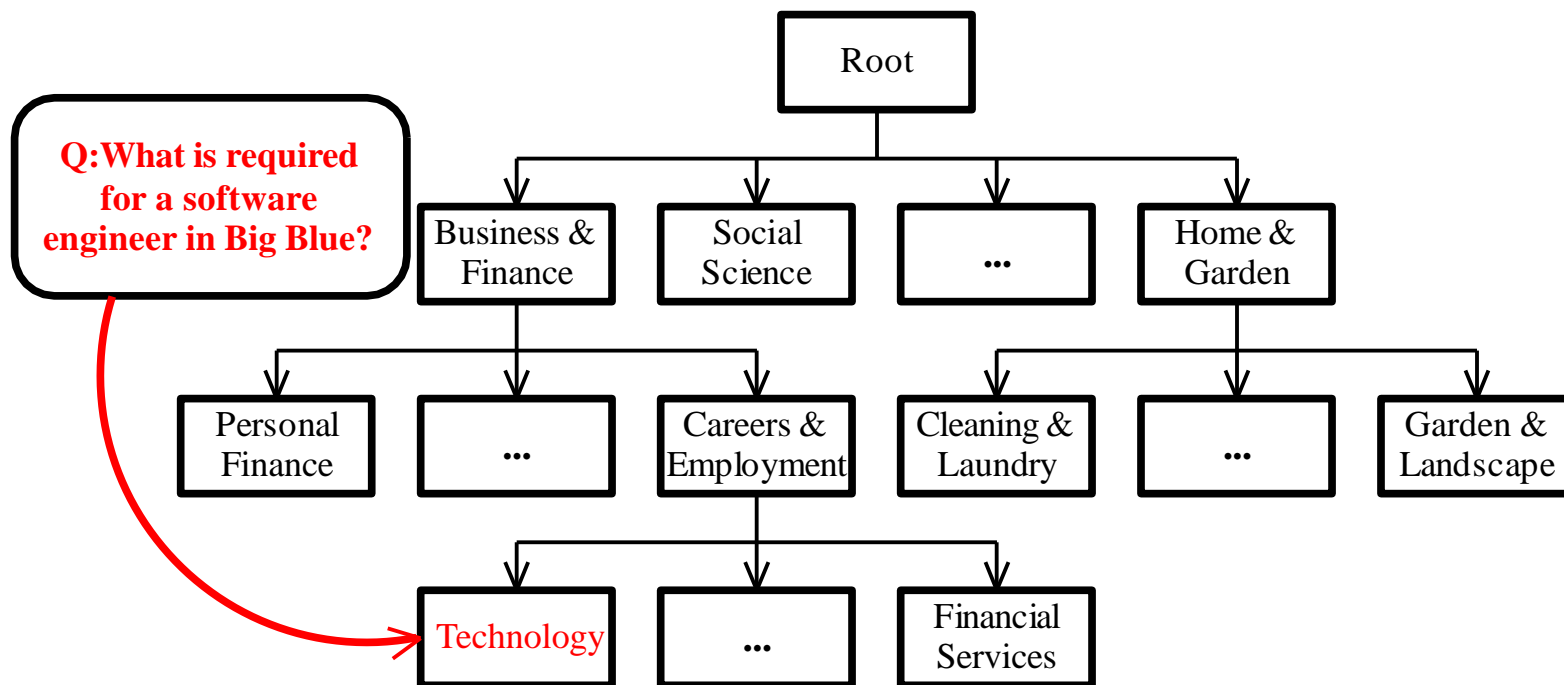 Root
Q:What is required
for a software
engineer in Big Blue?
Business &
Finance
Social
Science
...
Home &
Garden
Personal
Finance
...
Careers &
Employment
Cleaning &
Laundry
...
Garden &
Landscape
Technology
...
Financial
Services